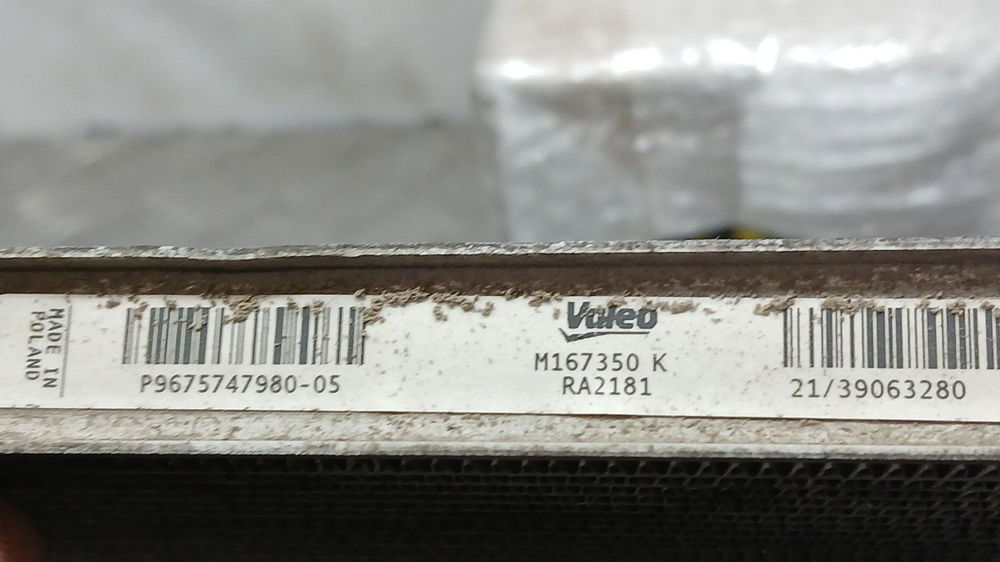 MADE IN
POLAND
P9675747980-05
Valeo
M167350 K
RA2181
21/39063280